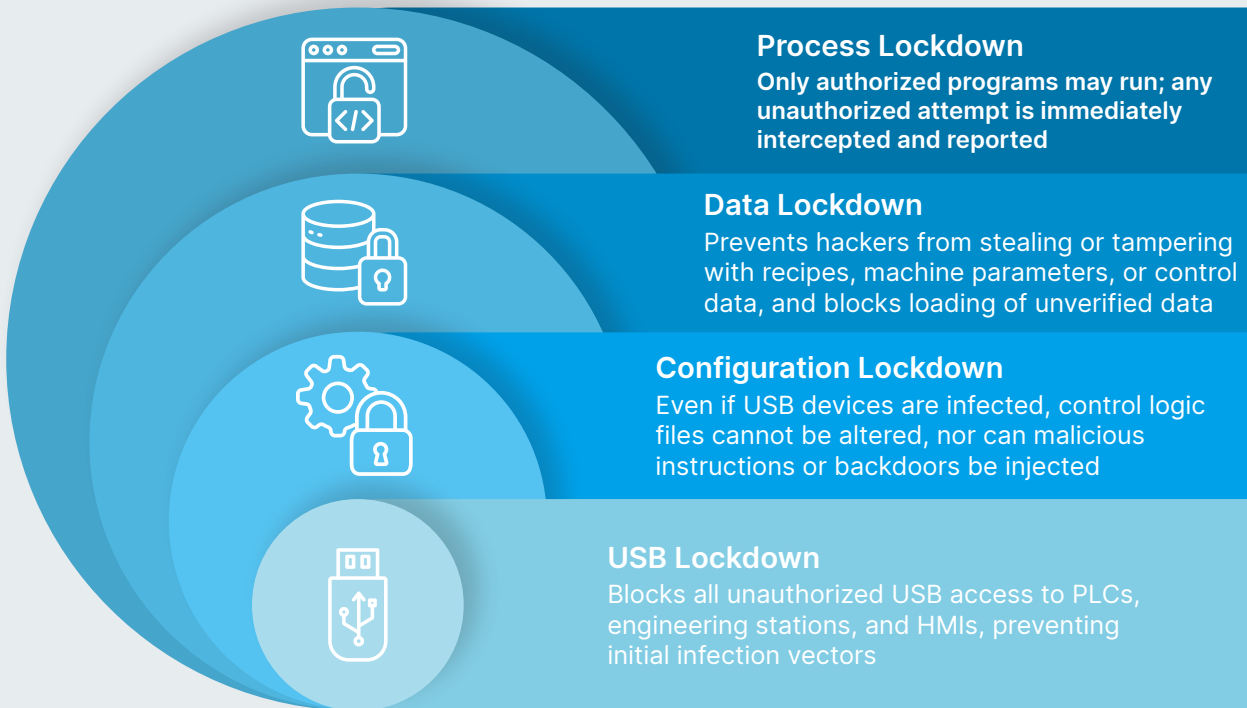 </>
Process Lockdown
Only authorized programs may run; any
unauthorized attempt is immediately
intercepted and reported
Data Lockdown
Prevents hackers from stealing or tampering
with recipes, machine parameters, or control
data, and blocks loading of unverified data
Configuration Lockdown
Even if USB devices are infected, control logic
files cannot be altered, nor can malicious
instructions or backdoors be injected
USB Lockdown
Blocks all unauthorized USB access to PLCs,
engineering stations, and HMIs, preventing
initial infection vectors